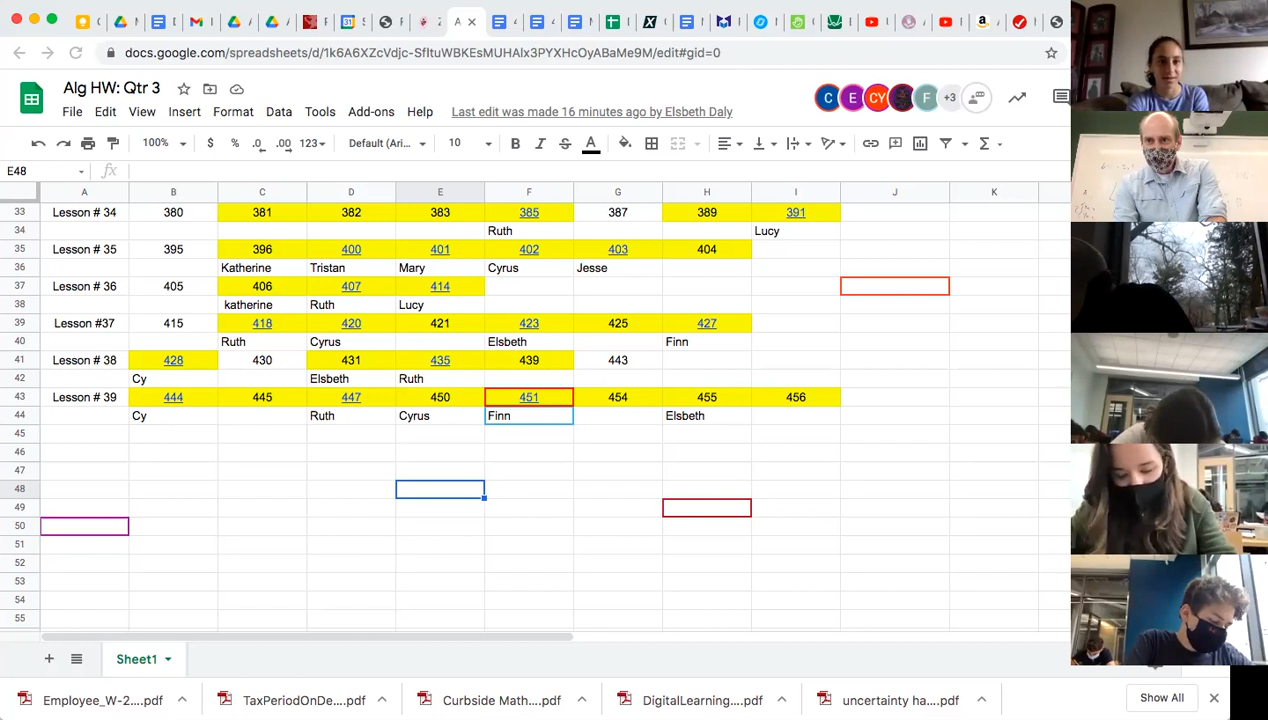 docs.google.com/spreadsheets/d/1k6A6XZcVdjc-SfItuWBKEsMUHAIx3PYXHcOyABaMe9M/edit#gid=0
Alg HW: Qtr 3
C E CY F +3
File Edit View Insert Format Data Tools Add-ons Help Last edit was made 16 minutes ago by Elsbeth Daly
100% $ % .0 .00 123 Default (Ari... 10 B I S A
E48 fx
A B C D E F G H I J K
33 Lesson # 34 380 381 382 383 385 387 389 391
34 Ruth Lucy
35 Lesson # 35 395 396 400 401 402 403 404
36 Katherine Tristan Mary Cyrus Jesse
37 Lesson # 36 405 406 407 414
38 katherine Ruth Lucy
39 Lesson #37 415 418 420 421 423 425 427
40 Ruth Cyrus Elsbeth Finn
41 Lesson # 38 428 430 431 435 439 443
42 Cy Elsbeth Ruth
43 Lesson # 39 444 445 447 450 451 454 455 456
44 Cy Ruth Cyrus Finn Elsbeth
45
46
47
48
49
50
51
52
53
54
55
+ Sheet1
Employee_W-2....pdf TaxPeriodOnDe....pdf Curbside Math....pdf DigitalLearning....pdf uncertainty ha....pdf Show All